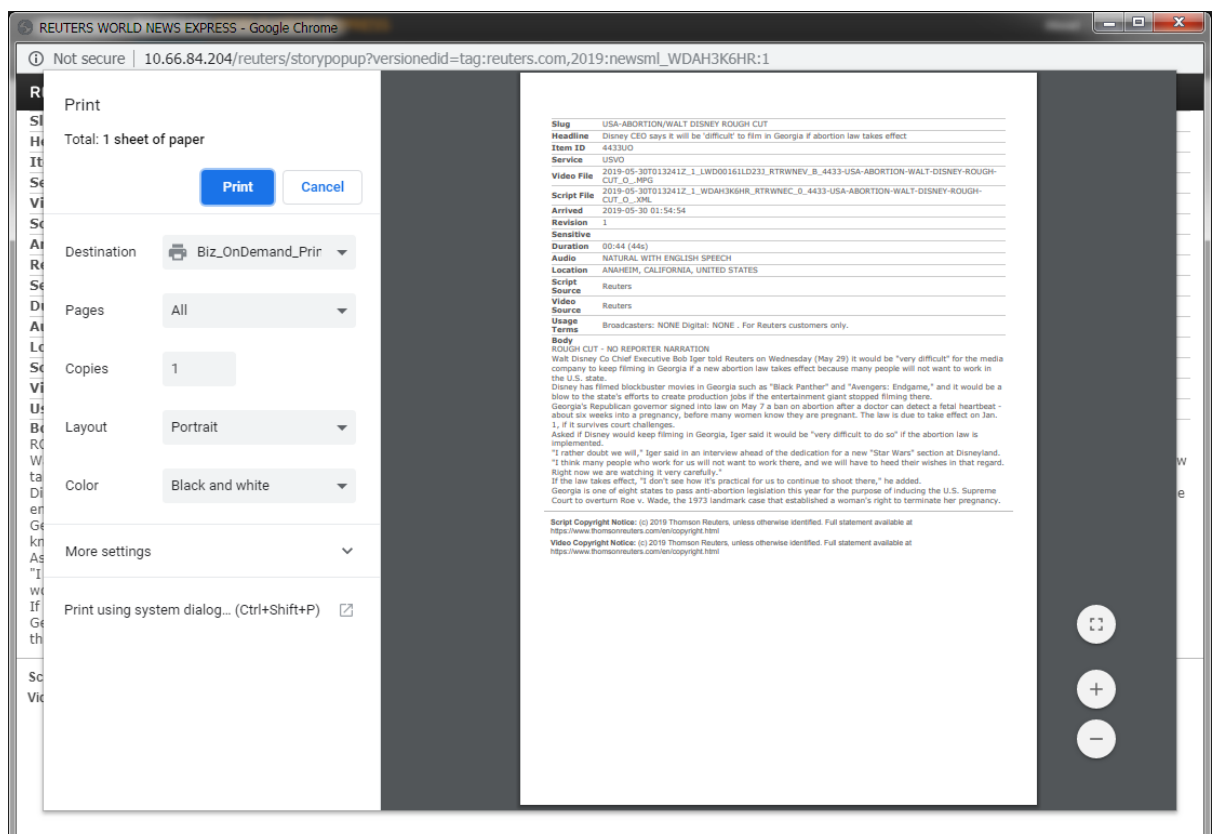 REUTERS WORLD NEWS EXPRESS - Google Chrome
Not secure | 10.66.84.204/reuters/storypopup?versionedid=tag:reuters.com,2019:newsml_WDAH3K6HR:1
Print
Total: 1 sheet of paper
Print Cancel
Destination Biz_OnDemand_Prir
Pages All
Copies 1
Layout Portrait
Color Black and white
More settings
Print using system dialog... (Ctrl+Shift+P)
Slug USA-ABORTION/WALT DISNEY ROUGH CUT
Headline Disney CEO says it will be 'difficult' to film in Georgia if abortion law takes effect
Item ID 4433UO
Service USVO
Video File 2019-05-30T013241Z_1_LWD00161LD23J_RTRWNEV_B_4433-USA-ABORTION-WALT-DISNEY-ROUGH-
CUT_O_.MPG
Script File 2019-05-30T013241Z_1_WDAH3K6HR_RTRWNEC_0_4433-USA-ABORTION-WALT-DISNEY-ROUGH-
CUT_O_.XML
Arrived 2019-05-30 01:54:54
Revision 1
Sensitive
Duration 00:44 (44s)
Audio NATURAL WITH ENGLISH SPEECH
Location ANAHEIM, CALIFORNIA, UNITED STATES
Script
Source Reuters
Video
Source Reuters
Usage
Terms Broadcasters: NONE Digital: NONE . For Reuters customers only.
Body
ROUGH CUT - NO REPORTER NARRATION
Walt Disney Co Chief Executive Bob Iger told Reuters on Wednesday (May 29) it would be "very difficult" for the media
company to keep filming in Georgia if a new abortion law takes effect because many people will not want to work in
the U.S. state.
Disney has filmed blockbuster movies in Georgia such as "Black Panther" and "Avengers: Endgame," and it would be a
blow to the state's efforts to create production jobs if the entertainment giant stopped filming there.
Georgia's Republican governor signed into law on May 7 a ban on abortion after a doctor can detect a fetal heartbeat -
about six weeks into a pregnancy, before many women know they are pregnant. The law is due to take effect on Jan.
1, if it survives court challenges.
Asked if Disney would keep filming in Georgia, Iger said it would be "very difficult to do so" if the abortion law is
implemented.
"I rather doubt we will," Iger said in an interview ahead of the dedication for a new "Star Wars" section at Disneyland.
"I think many people who work for us will not want to work there, and we will have to heed their wishes in that regard.
Right now we are watching it very carefully."
If the law takes effect, "I don't see how it's practical for us to continue to shoot there," he added.
Georgia is one of eight states to pass anti-abortion legislation this year for the purpose of inducing the U.S. Supreme
Court to overturn Roe v. Wade, the 1973 landmark case that established a woman's right to terminate her pregnancy.
Script Copyright Notice: (c) 2019 Thomson Reuters, unless otherwise identified. Full statement available at
https://www.thomsonreuters.com/en/copyright.html
Video Copyright Notice: (c) 2019 Thomson Reuters, unless otherwise identified. Full statement available at
https://www.thomsonreuters.com/en/copyright.html